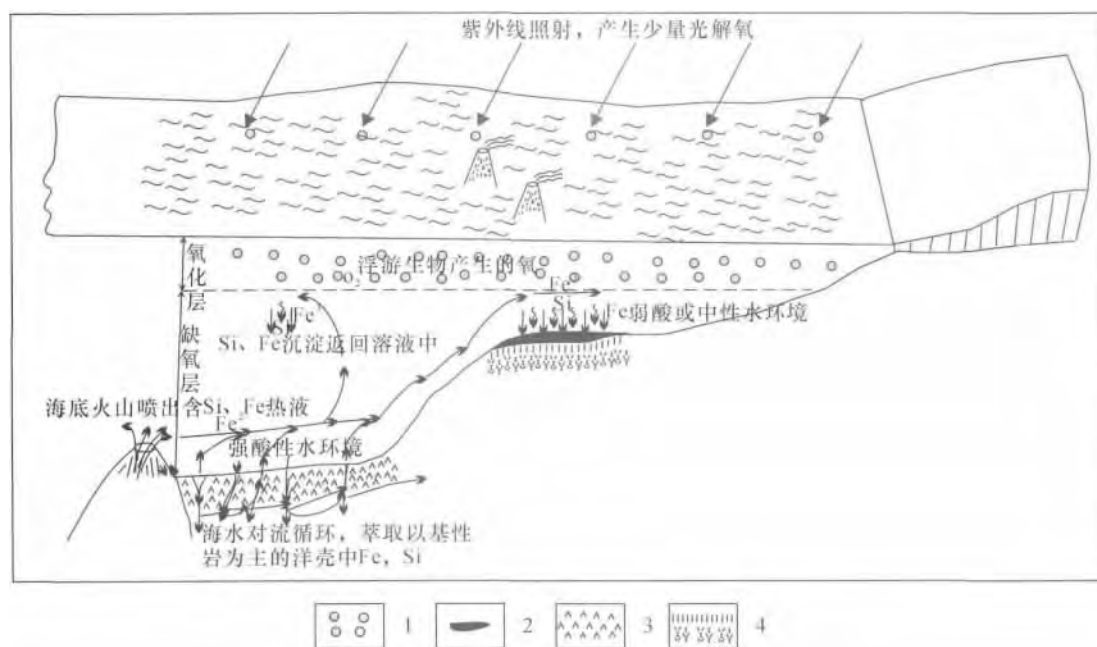 紫外线照射，产生少量光解氧
氧化层
浮游生物产生的氧
O₂
Fe
Si
Fe弱酸或中性水环境
Fe
S
缺氧层
Si、Fe沉淀返回溶液中
海底火山喷出含Si、Fe热液
Fe
强酸性水环境
海水对流循环，萃取以基性
岩为主的洋壳中Fe，Si
1 2 3 4